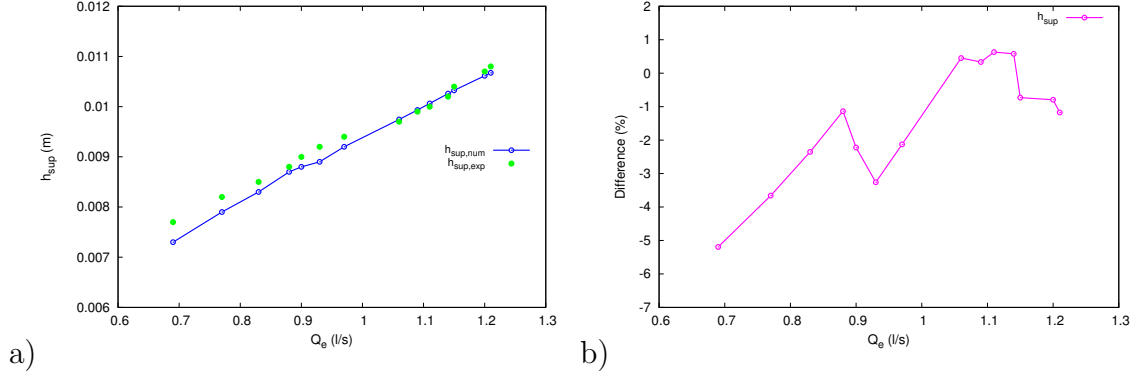 a)
h_sup (m)
0.012
0.011
0.01
0.009
0.008
0.007
0.006
h_sup,num
h_sup,exp
0.6 0.7 0.8 0.9 1 1.1 1.2 1.3
Q_e (l/s)
b)
Difference (%)
2
1
0
-1
-2
-3
-4
-5
-6
-7
h_sup
0.6 0.7 0.8 0.9 1 1.1 1.2 1.3
Q_e (l/s)